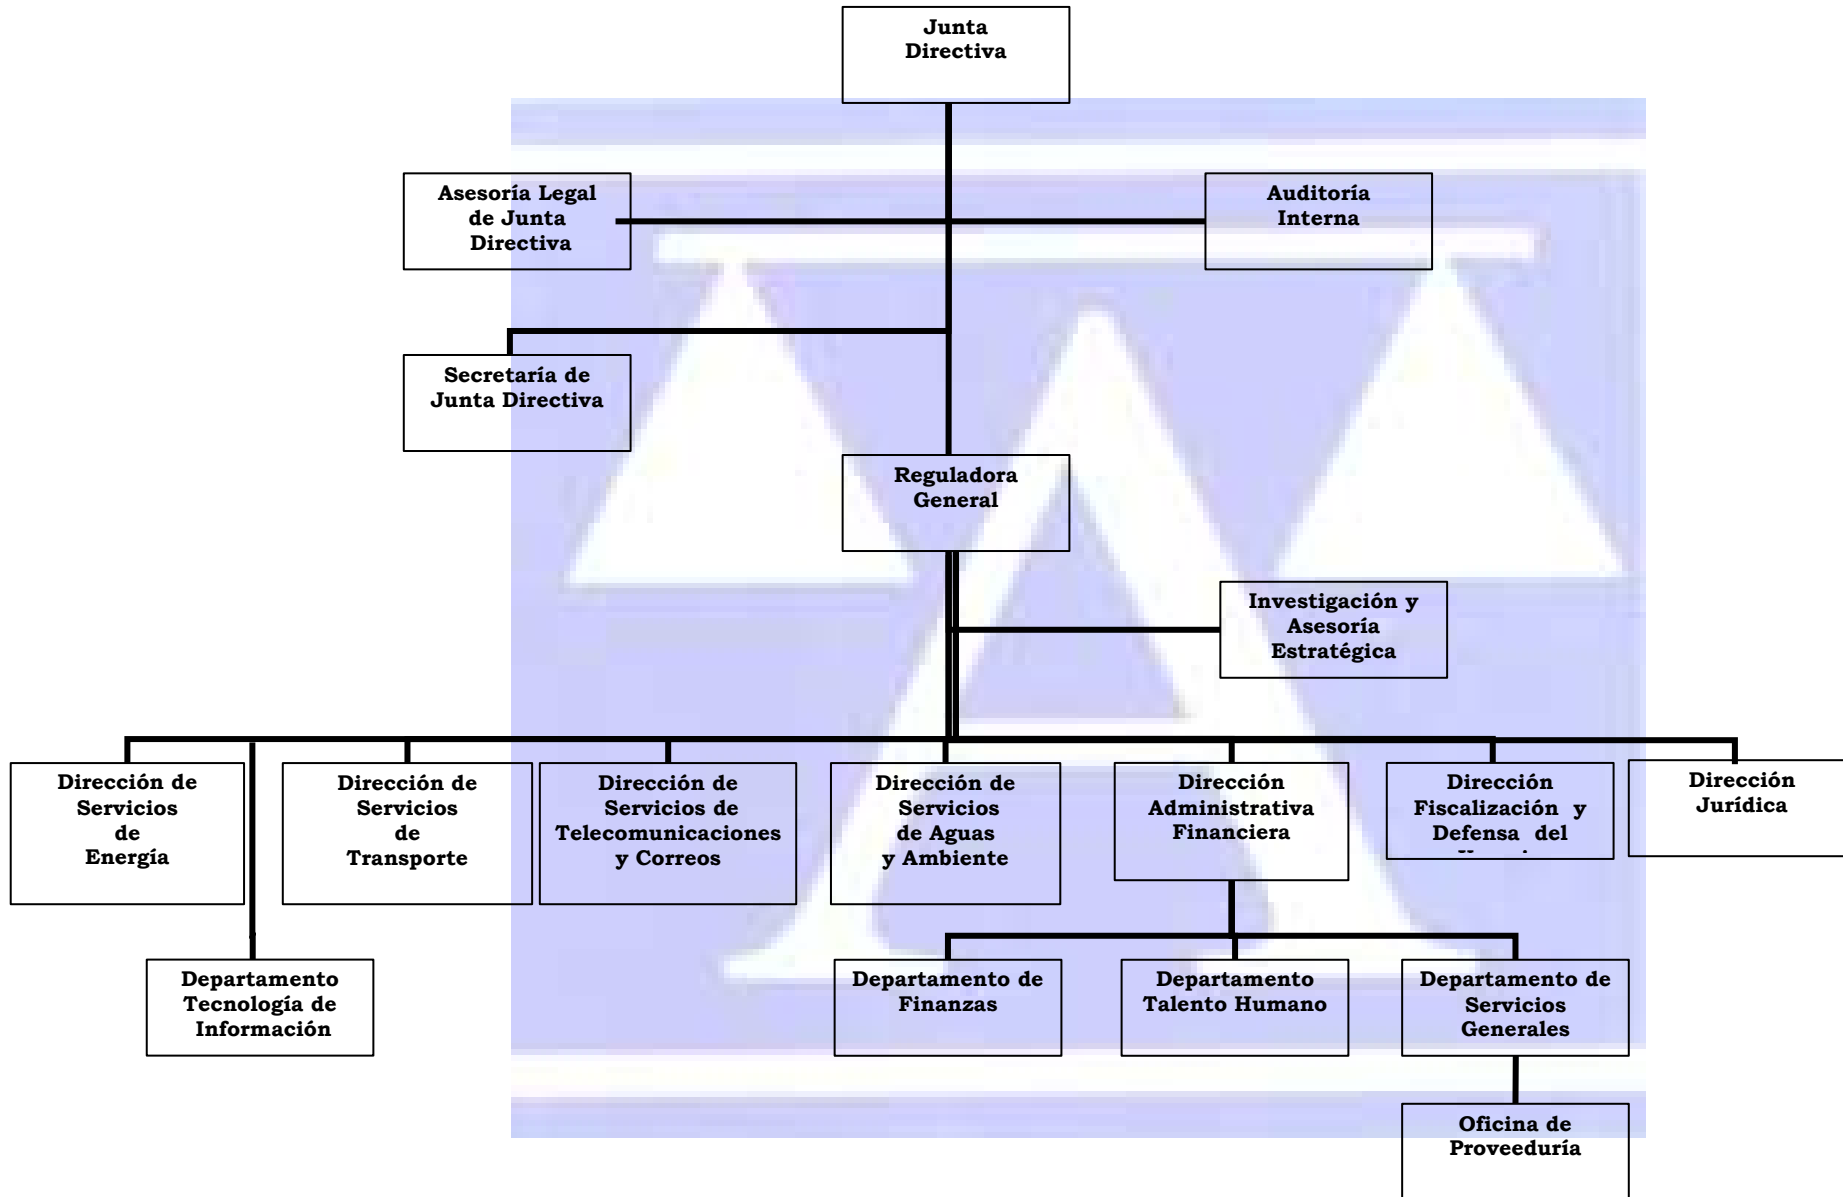 Junta
Directiva
Asesoría Legal
de Junta
Directiva
Auditoría
Interna
Secretaría de
Junta Directiva
Reguladora
General
Investigación y
Asesoría
Estratégica
Dirección de
Servicios
de
Energía
Dirección de
Servicios
de
Transporte
Dirección de
Servicios de
Telecomunicaciones
y Correos
Dirección de
Servicios
de Aguas
y Ambiente
Dirección
Administrativa
Financiera
Dirección
Fiscalización y
Defensa del
Dirección
Jurídica
Departamento
Tecnología de
Información
Departamento de
Finanzas
Departamento
Talento Humano
Departamento de
Servicios
Generales
Oficina de
Proveeduría